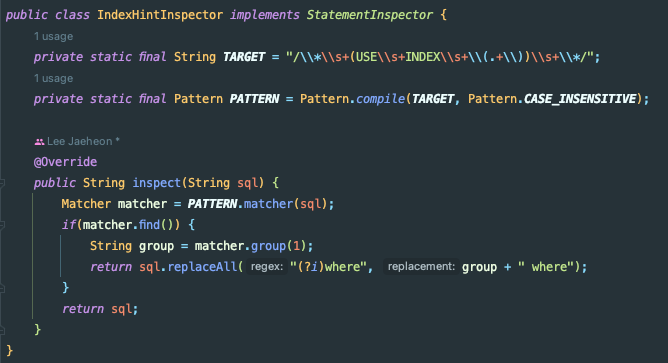 public class IndexHintInspector implements StatementInspector {
1 usage
private static final String TARGET = "/\\*\\s+(USE\\s+INDEX\\s+\\(.+\\))\\s+\\*/";
1 usage
private static final Pattern PATTERN = Pattern.compile(TARGET, Pattern.CASE_INSENSITIVE);
Lee Jaeheon *
@Override
public String inspect(String sql) {
Matcher matcher = PATTERN.matcher(sql);
if(matcher.find()) {
String group = matcher.group(1);
return sql.replaceAll( regex: "(?i)where", replacement: group + " where");
}
return sql;
}
}